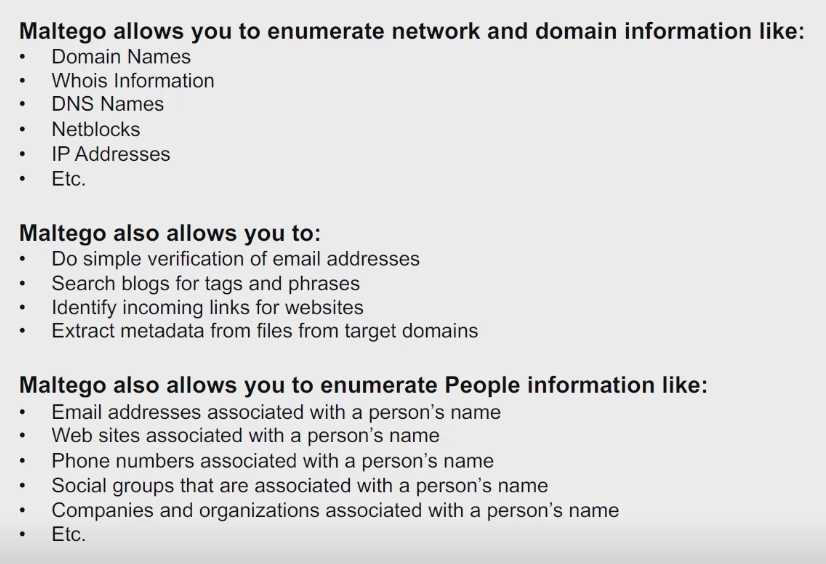 Maltego allows you to enumerate network and domain information like:
• Domain Names
• Whois Information
• DNS Names
• Netblocks
• IP Addresses
• Etc.
Maltego also allows you to:
• Do simple verification of email addresses
• Search blogs for tags and phrases
• Identify incoming links for websites
• Extract metadata from files from target domains
Maltego also allows you to enumerate People information like:
• Email addresses associated with a person's name
• Web sites associated with a person's name
• Phone numbers associated with a person's name
• Social groups that are associated with a person's name
• Companies and organizations associated with a person's name
• Etc.